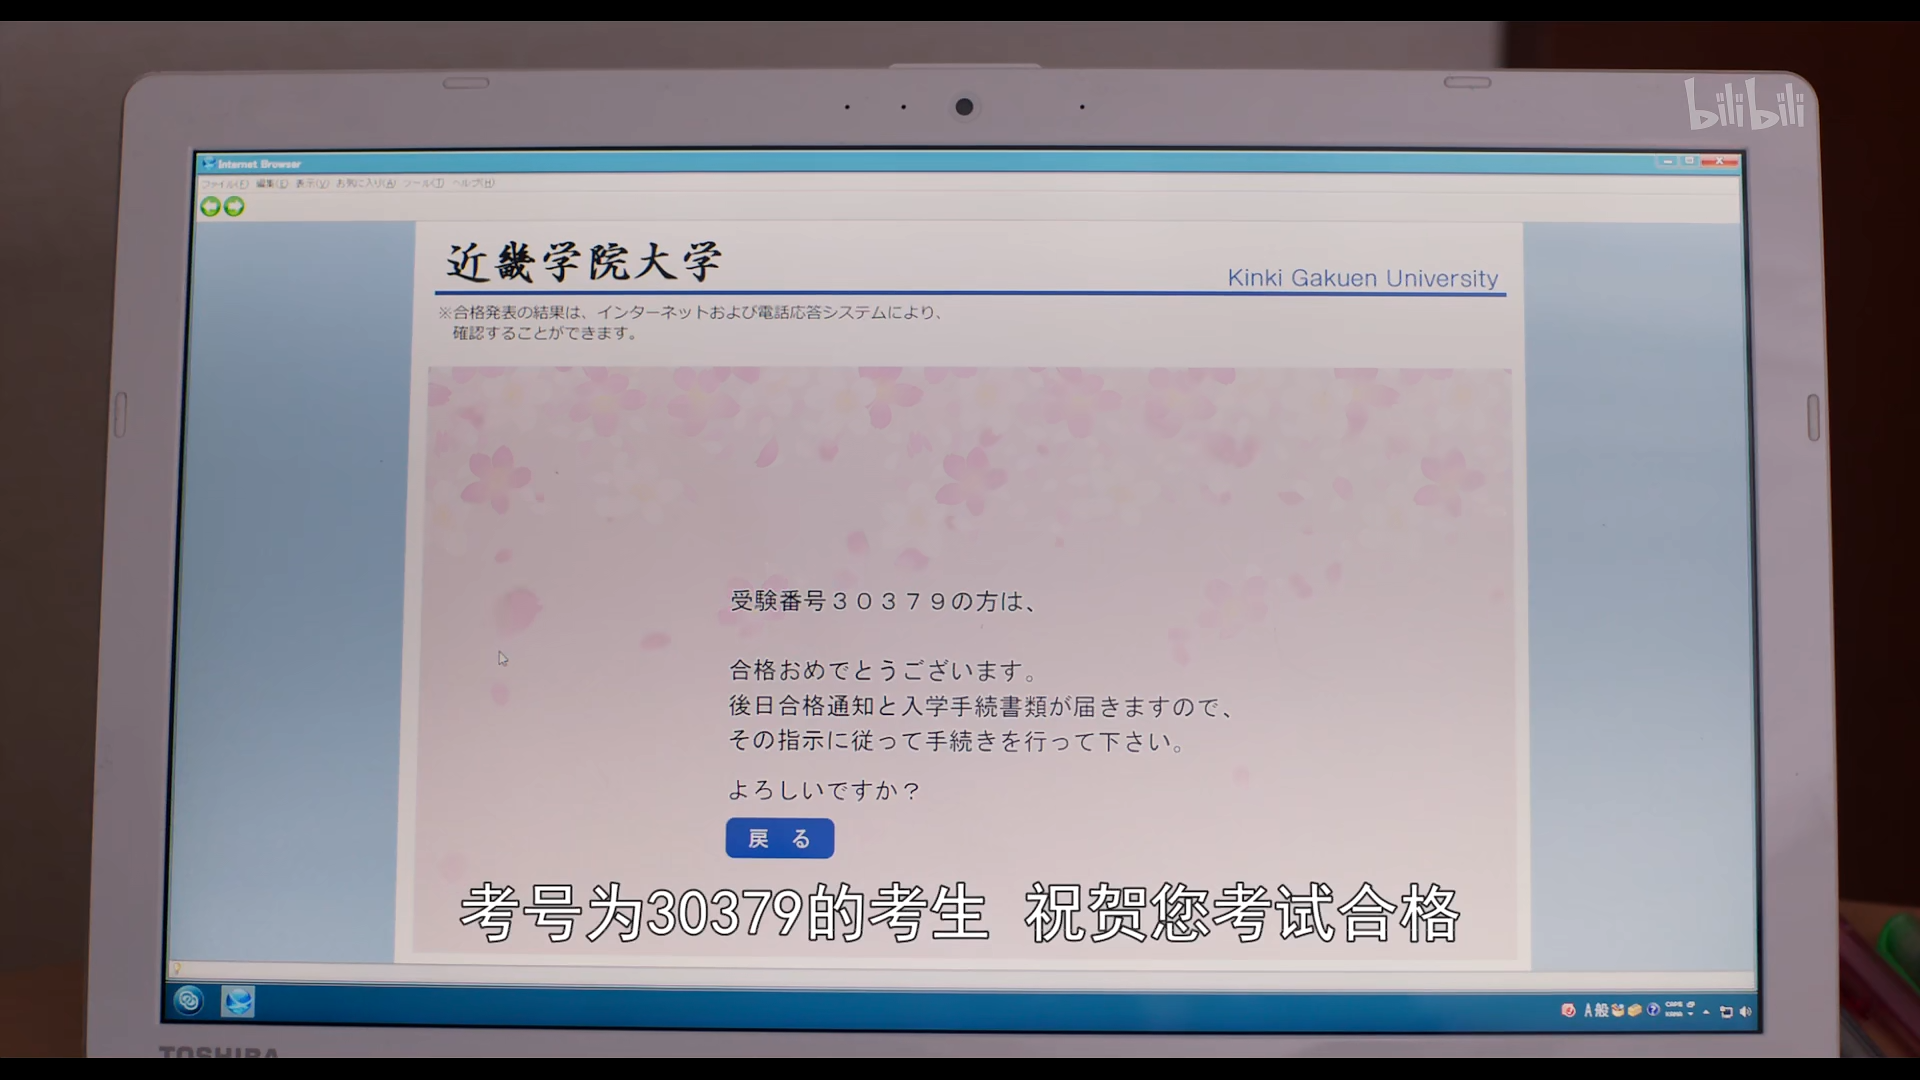 bilibili
Internet Browser
ファイル(F) 編集(E) 表示(V) お気に入り(A) ツール(T) ヘルプ(H)
近畿学院大学
Kinki Gakuen University
※合格発表の結果は、インターネットおよび電話応答システムにより、
確認することができます。
受験番号３０３７９の方は、
合格おめでとうございます。
後日合格通知と入学手続書類が届きますので、
その指示に従って手続きを行って下さい。
よろしいですか？
戻 る
考号为30379的考生 祝贺您考试合格
A 般
TOSHIBA